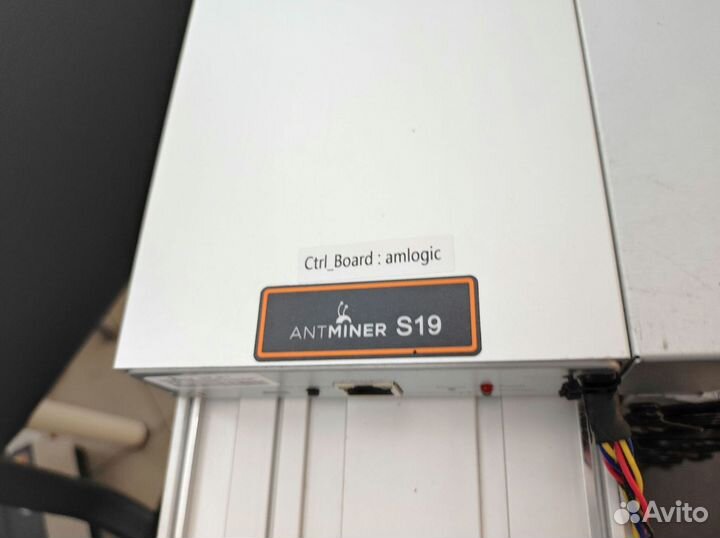 Ctrl_Board : amlogic
ANTMINER S19
Avito